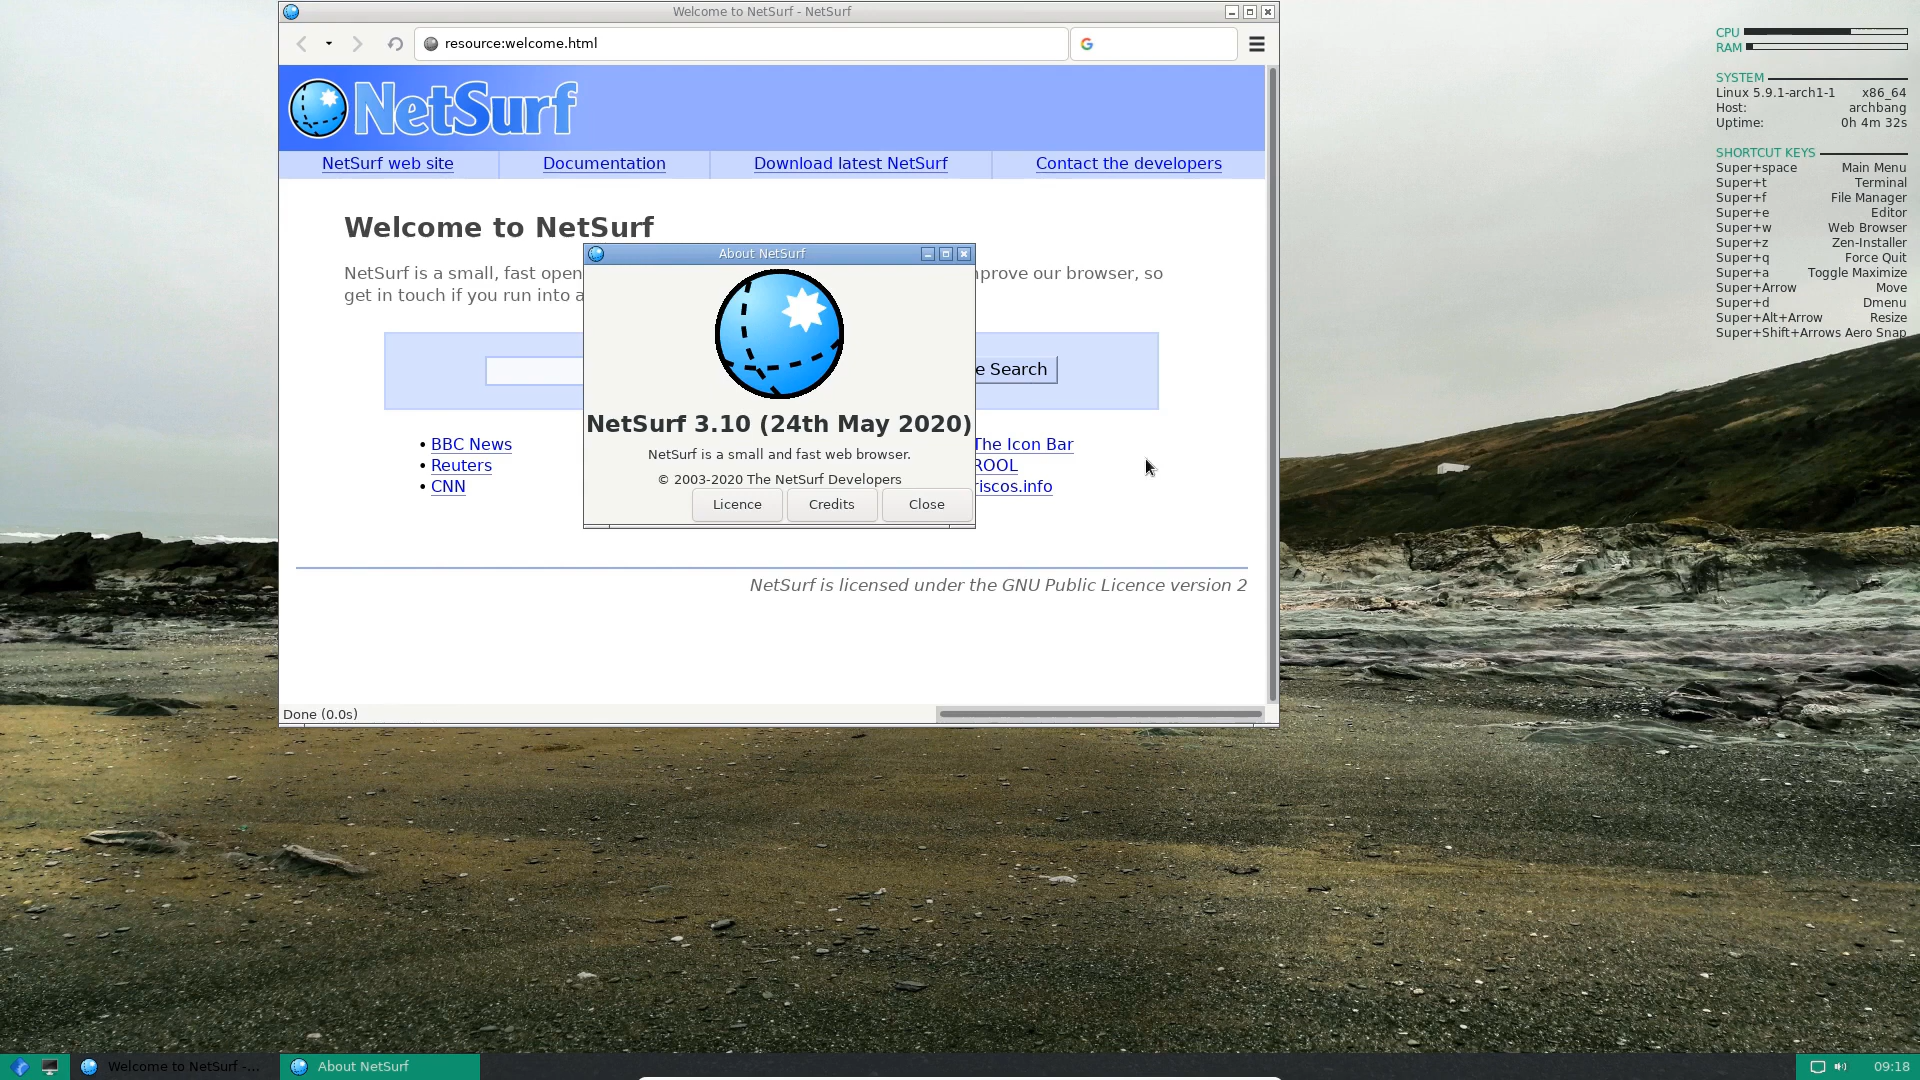 Welcome to NetSurf - NetSurf
resource:welcome.html
NetSurf
NetSurf web site
Documentation
Download latest NetSurf
Contact the developers
Welcome to NetSurf
NetSurf is a small, fast open
prove our browser, so
get in touch if you run into a
About NetSurf
NetSurf 3.10 (24th May 2020)
NetSurf is a small and fast web browser.
© 2003-2020 The NetSurf Developers
Licence
Credits
Close
e Search
• BBC News
• Reuters
• CNN
The Icon Bar
ROOL
riscos.info
NetSurf is licensed under the GNU Public Licence version 2
Done (0.0s)
CPU
RAM
SYSTEM
Linux 5.9.1-arch1-1 x86_64
Host: archbang
Uptime: 0h 4m 32s
SHORTCUT KEYS
Super+space Main Menu
Super+t Terminal
Super+f File Manager
Super+e Editor
Super+w Web Browser
Super+z Zen-Installer
Super+q Force Quit
Super+a Toggle Maximize
Super+Arrow Move
Super+d Dmenu
Super+Alt+Arrow Resize
Super+Shift+Arrows Aero Snap
Welcome to NetSurf -...
About NetSurf
09:18